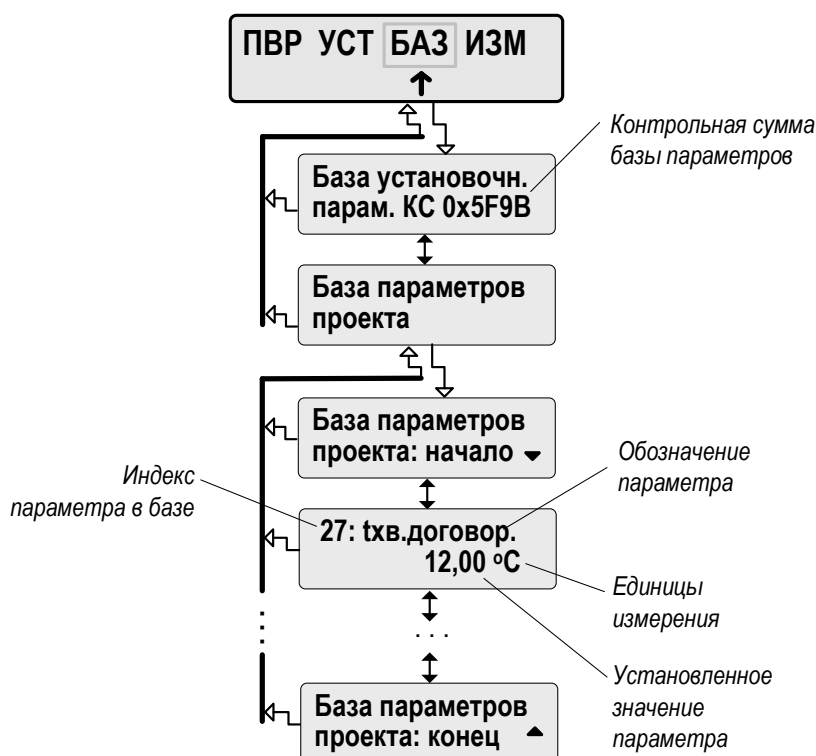 ПВР УСТ БАЗ ИЗМ
Контрольная сумма
базы параметров
База установочн.
парам. КС 0x5F9B
База параметров
проекта
База параметров
проекта: начало
Обозначение
параметра
Индекс
параметра в базе
27: tхв.договор.
12,00 ºС
Единицы
измерения
. . .
Установленное
значение
параметра
База параметров
проекта: конец